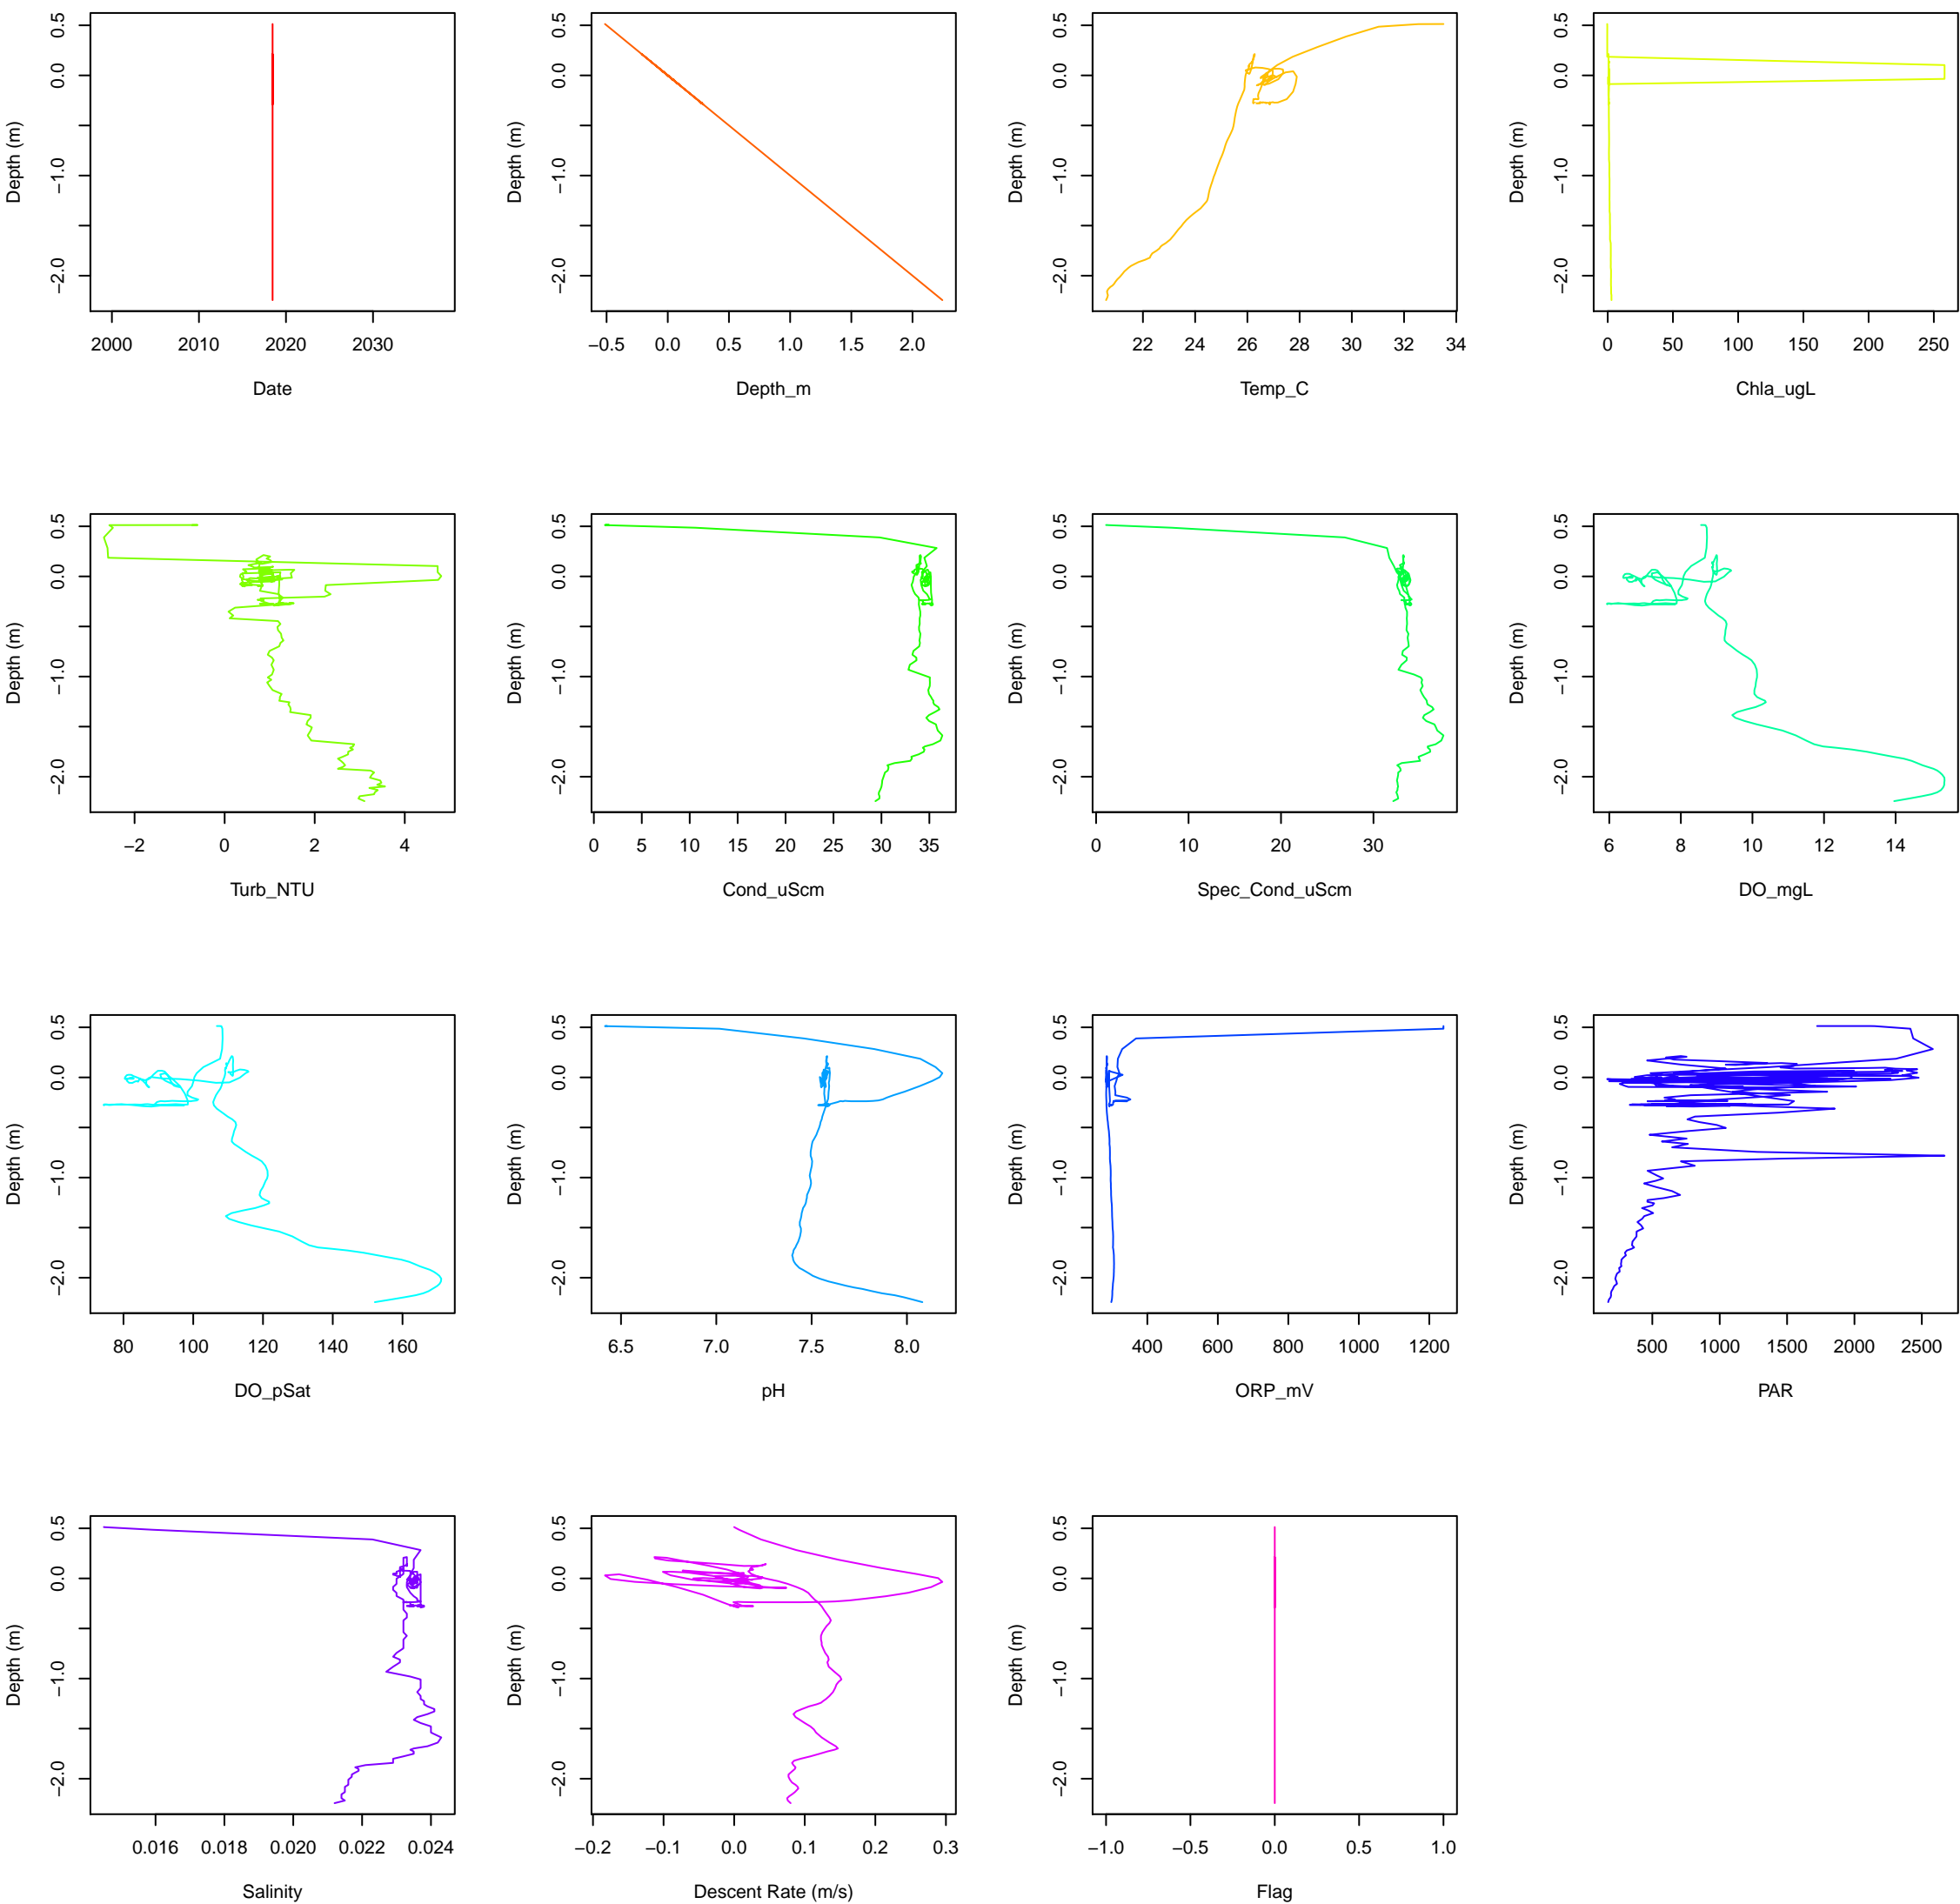 0.5
0.0
−1.0
−2.0
Depth (m)
2000 2010 2020 2030
Date
0.5
0.0
−1.0
−2.0
Depth (m)
−0.5 0.0 0.5 1.0 1.5 2.0
Depth_m
0.5
0.0
−1.0
−2.0
Depth (m)
22 24 26 28 30 32 34
Temp_C
0.5
0.0
−1.0
−2.0
Depth (m)
0 50 100 150 200 250
Chla_ugL
0.5
0.0
−1.0
−2.0
Depth (m)
−2 0 2 4
Turb_NTU
0.5
0.0
−1.0
−2.0
Depth (m)
0 5 10 15 20 25 30 35
Cond_uScm
0.5
0.0
−1.0
−2.0
Depth (m)
0 10 20 30
Spec_Cond_uScm
0.5
0.0
−1.0
−2.0
Depth (m)
6 8 10 12 14
DO_mgL
0.5
0.0
−1.0
−2.0
Depth (m)
80 100 120 140 160
DO_pSat
0.5
0.0
−1.0
−2.0
Depth (m)
6.5 7.0 7.5 8.0
pH
0.5
0.0
−1.0
−2.0
Depth (m)
400 600 800 1000 1200
ORP_mV
0.5
0.0
−1.0
−2.0
Depth (m)
500 1000 1500 2000 2500
PAR
0.5
0.0
−1.0
−2.0
Depth (m)
0.016 0.018 0.020 0.022 0.024
Salinity
0.5
0.0
−1.0
−2.0
Depth (m)
−0.2 −0.1 0.0 0.1 0.2 0.3
Descent Rate (m/s)
0.5
0.0
−1.0
−2.0
Depth (m)
−1.0 −0.5 0.0 0.5 1.0
Flag